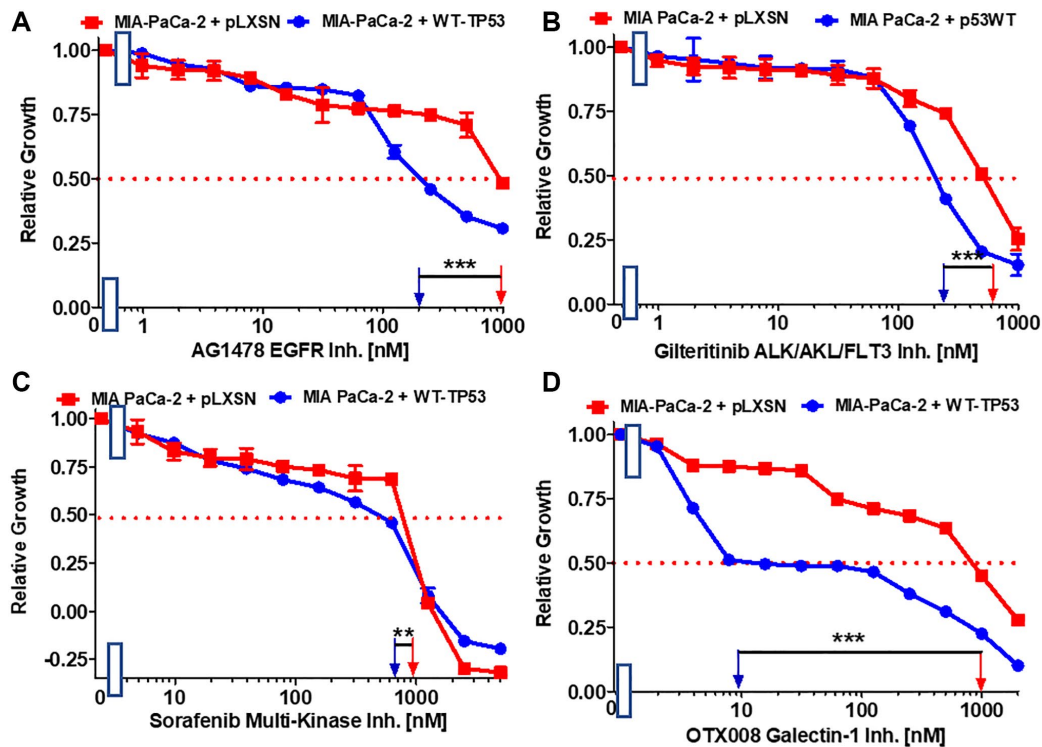 A
MIA-PaCa-2 + pLXSN
MIA-PaCa-2 + WT-TP53
Relative Growth
1.00
0.75
0.50
0.25
0.00
***
0
1
10
100
1000
AG1478 EGFR Inh. [nM]
B
MIA PaCa-2 + pLXSN
MIA PaCa-2 + p53WT
Relative Growth
1.00
0.75
0.50
0.25
0.00
***
0
1
10
100
1000
Gilteritinib ALK/AKL/FLT3 Inh. [nM]
C
MIA PaCa-2 + pLXSN
MIA PaCa-2 + WT-TP53
Relative Growth
1.00
0.75
0.50
0.25
0.00
-0.25
**
0
10
100
1000
Sorafenib Multi-Kinase Inh. [nM]
D
MIA-PaCa-2 + pLXSN
MIA-PaCa-2 + WT-TP53
Relative Growth
1.00
0.75
0.50
0.25
0.00
***
0
10
100
1000
OTX008 Galectin-1 Inh. [nM]